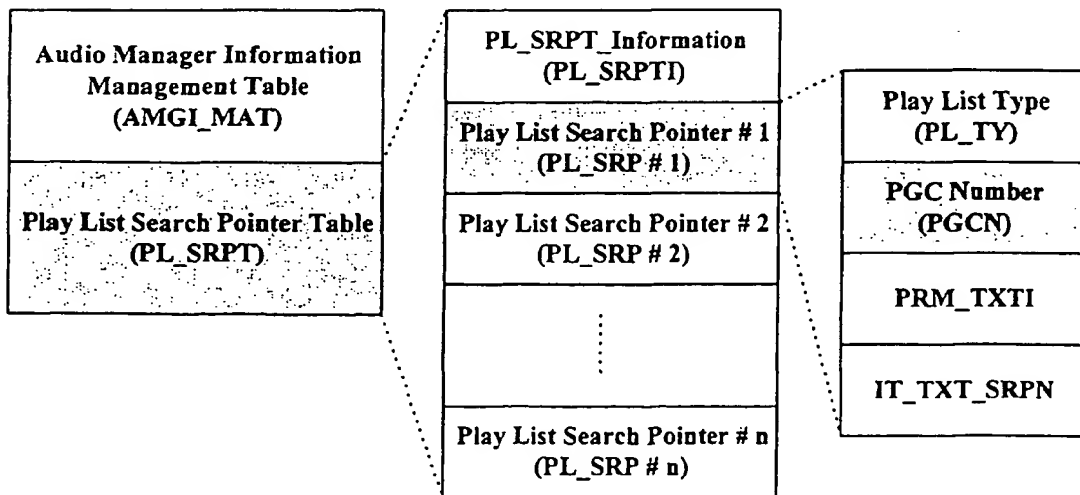 Audio Manager Information
Management Table
(AMGI_MAT)
Play List Search Pointer Table
(PL_SRPT)
PL_SRPT_Information
(PL_SRPTI)
Play List Search Pointer # 1
(PL_SRP # 1)
Play List Search Pointer # 2
(PL_SRP # 2)
Play List Search Pointer # n
(PL_SRP # n)
Play List Type
(PL_TY)
PGC Number
(PGCN)
PRM_TXTI
IT_TXT_SRPN